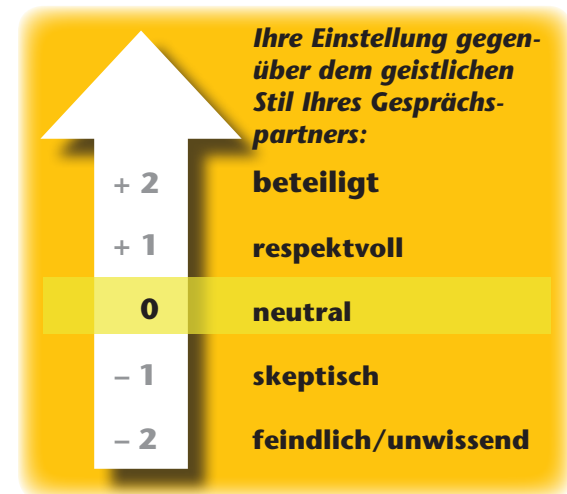 Ihre Einstellung gegen-
über dem geistlichen
Stil Ihres Gesprächs-
partners:
+ 2 beteiligt
+ 1 respektvoll
0 neutral
– 1 skeptisch
– 2 feindlich/unwissend